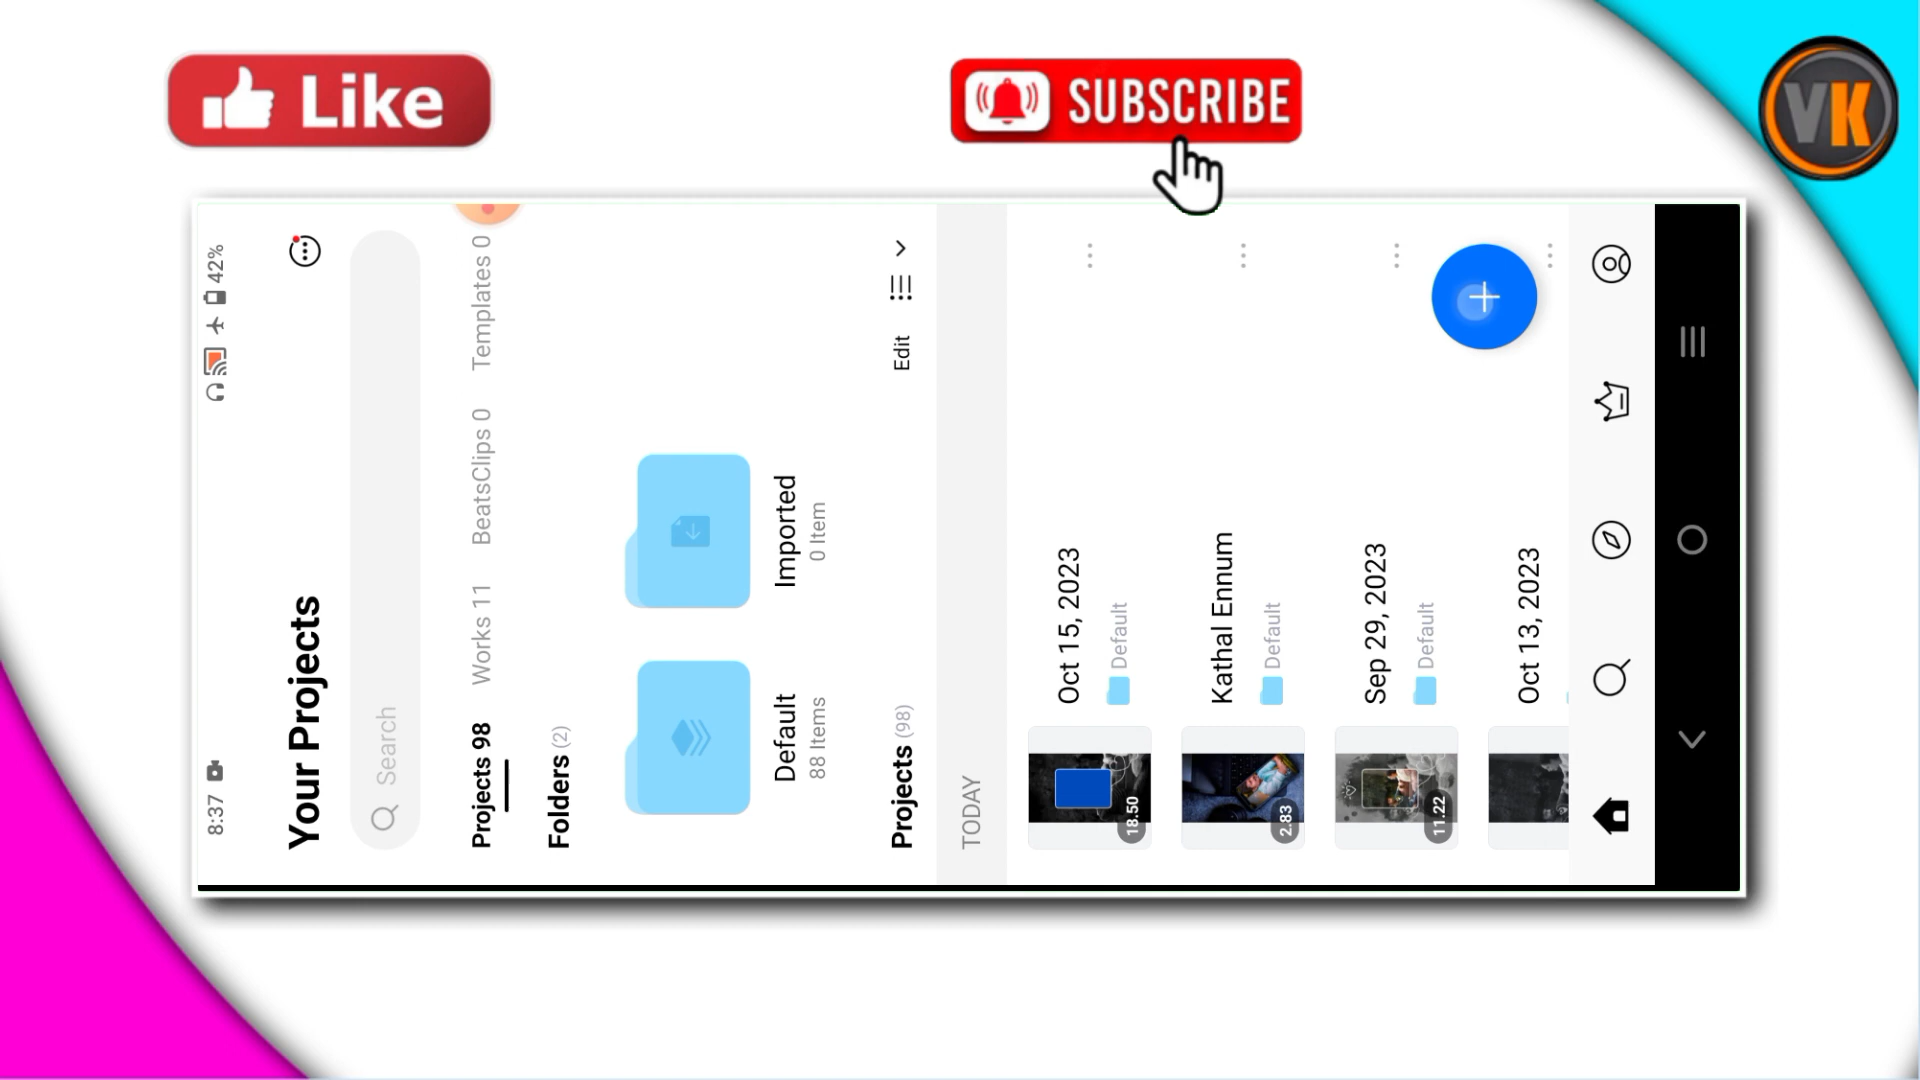 Like
SUBSCRIBE
VK
8:37
42%
Your Projects
Search
Projects 98
Works 11
BeatsClips 0
Templates 0
Folders (2)
Default
88 Items
Imported
0 Item
Projects (98)
Edit
TODAY
18.50
Oct 15, 2023
Default
2.83
Kathal Ennum
Default
11.22
Sep 29, 2023
Default
Oct 13, 2023